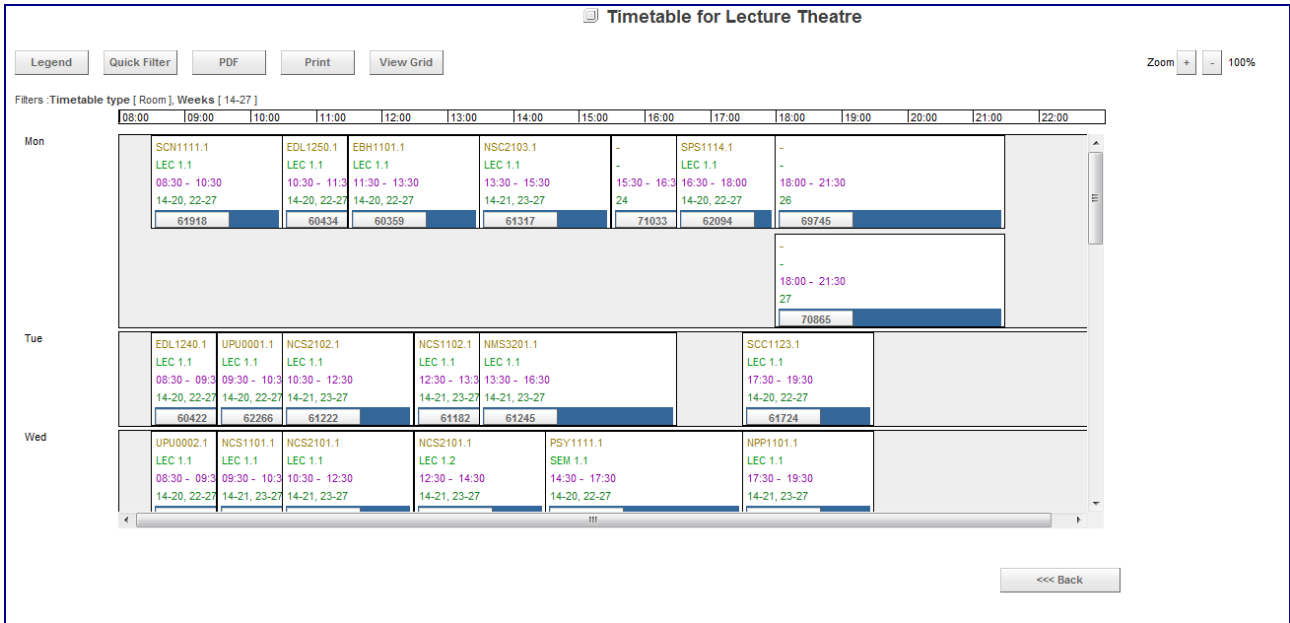 Timetable for Lecture Theatre
Legend Quick Filter PDF Print View Grid Zoom + - 100%
Filters :Timetable type [ Room ], Weeks [ 14-27 ]
08:00 09:00 10:00 11:00 12:00 13:00 14:00 15:00 16:00 17:00 18:00 19:00 20:00 21:00 22:00
Mon
SCN1111.1 EDL1250.1 EBH1101.1 NSC2103.1 - SPS1114.1 -
LEC 1.1 LEC 1.1 LEC 1.1 LEC 1.1 - LEC 1.1 -
08:30 - 10:30 10:30 - 11:3 11:30 - 13:30 13:30 - 15:30 15:30 - 16:3 16:30 - 18:00 18:00 - 21:30
14-20, 22-27 14-20, 22-27 14-20, 22-27 14-21, 23-27 24 14-20, 22-27 26
61918 60434 60359 61317 71033 62094 69745
-
-
18:00 - 21:30
27
70865
Tue
EDL1240.1 UPU0001.1 NCS2102.1 NCS1102.1 NMS3201.1 SCC1123.1
LEC 1.1 LEC 1.1 LEC 1.1 LEC 1.1 LEC 1.1 LEC 1.1
08:30 - 09:3 09:30 - 10:3 10:30 - 12:30 12:30 - 13:3 13:30 - 16:30 17:30 - 19:30
14-20, 22-27 14-20, 22-27 14-21, 23-27 14-21, 23-27 14-21, 23-27 14-20, 22-27
60422 62266 61222 61182 61245 61724
Wed
UPU0002.1 NCS1101.1 NCS2101.1 NCS2101.1 PSY1111.1 NPP1101.1
LEC 1.1 LEC 1.1 LEC 1.1 LEC 1.2 SEM 1.1 LEC 1.1
08:30 - 09:3 09:30 - 10:3 10:30 - 12:30 12:30 - 14:30 14:30 - 17:30 17:30 - 19:30
14-20, 22-27 14-21, 23-27 14-21, 23-27 14-21, 23-27 14-20, 22-27 14-21, 23-27
<<< Back